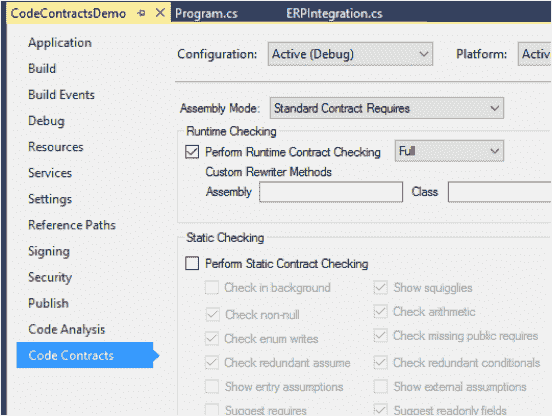 CodeContractsDemo
Program.cs
ERPIntegration.cs
Application
Build
Build Events
Debug
Resources
Services
Settings
Reference Paths
Signing
Security
Publish
Code Analysis
Code Contracts
Configuration: Active (Debug) Platform: Activ
Assembly Mode: Standard Contract Requires
Runtime Checking
Perform Runtime Contract Checking Full
Custom Rewriter Methods
Assembly Class
Static Checking
Perform Static Contract Checking
Check in background Show squigglies
Check non-null Check arithmetic
Check enum writes Check missing public requires
Check redundant assume Check redundant conditionals
Show entry assumptions Show external assumptions
Suggest requires Suggest readonly fields